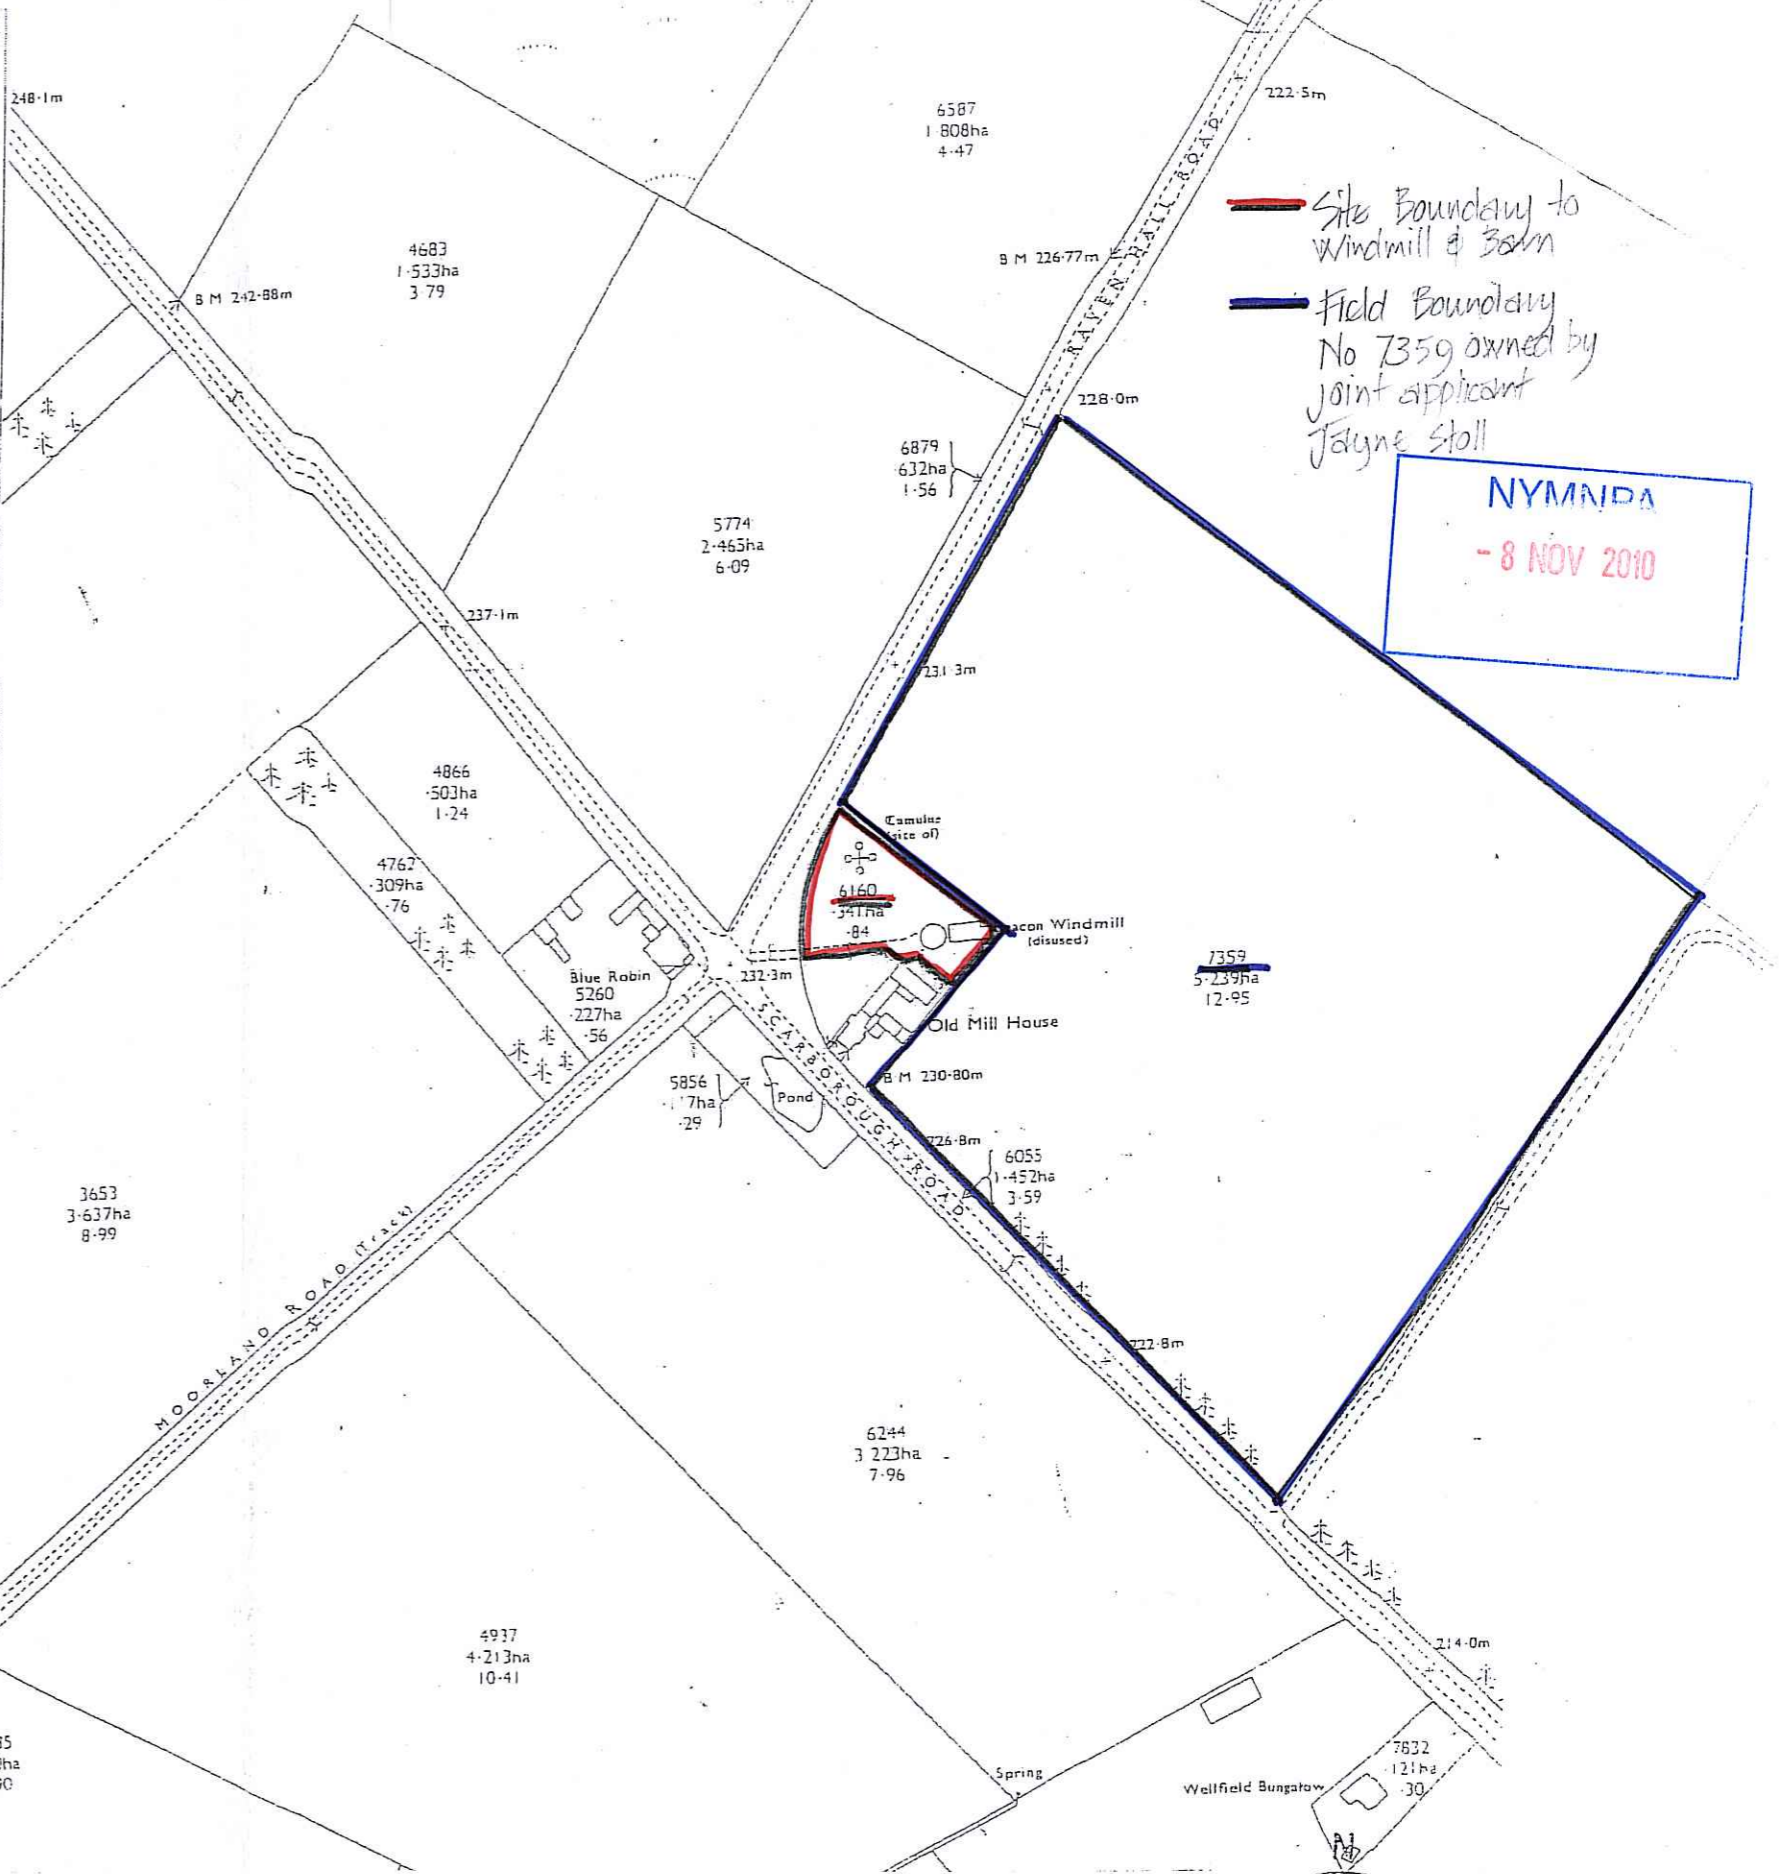 248·1m
6587
1·808ha
4·47
222·5m
RAVEN HALL ROAD
Site Boundary to
Windmill & Barn
Field Boundary
No 7359 owned by
joint applicant
Jayne Stoll
NYMNPA
- 8 NOV 2010
4683
1·533ha
3·79
B M 242·88m
B M 226·77m
228·0m
6879
·632ha
1·56
5774
2·465ha
6·09
237·1m
231·3m
4866
·503ha
1·24
4762
·309ha
·76
Tumulus
(site of)
6160
·341ha
·84
Beacon Windmill
(disused)
7359
5·239ha
12·95
Blue Robin
5260
·227ha
·56
232·3m
Old Mill House
SCARBOROUGH ROAD
B M 230·80m
5856
·29
Pond
226·8m
6055
1·452ha
3·59
3653
3·637ha
8·99
MOORLAND ROAD (Track)
222·8m
6244
3·223ha
7·96
4937
4·213ha
10·41
214·0m
Spring
Wellfield Bungalow
7832
·121ha
·30